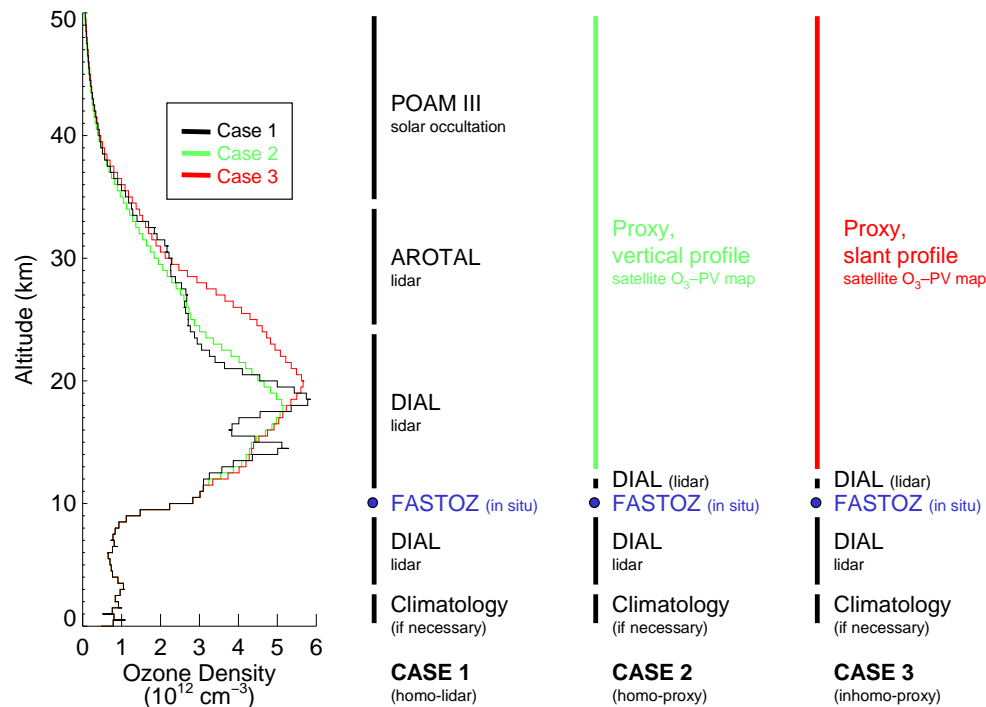 50
40
30
20
10
0
Altitude (km)
0 1 2 3 4 5 6
Ozone Density
(10¹² cm⁻³)
Case 1
Case 2
Case 3
POAM III
solar occultation
AROTAL
lidar
DIAL
lidar
FASTOZ (in situ)
DIAL
lidar
Climatology
(if necessary)
CASE 1
(homo-lidar)
Proxy,
vertical profile
satellite O₃–PV map
DIAL (lidar)
FASTOZ (in situ)
DIAL
lidar
Climatology
(if necessary)
CASE 2
(homo-proxy)
Proxy,
slant profile
satellite O₃–PV map
DIAL (lidar)
FASTOZ (in situ)
DIAL
lidar
Climatology
(if necessary)
CASE 3
(inhomo-proxy)